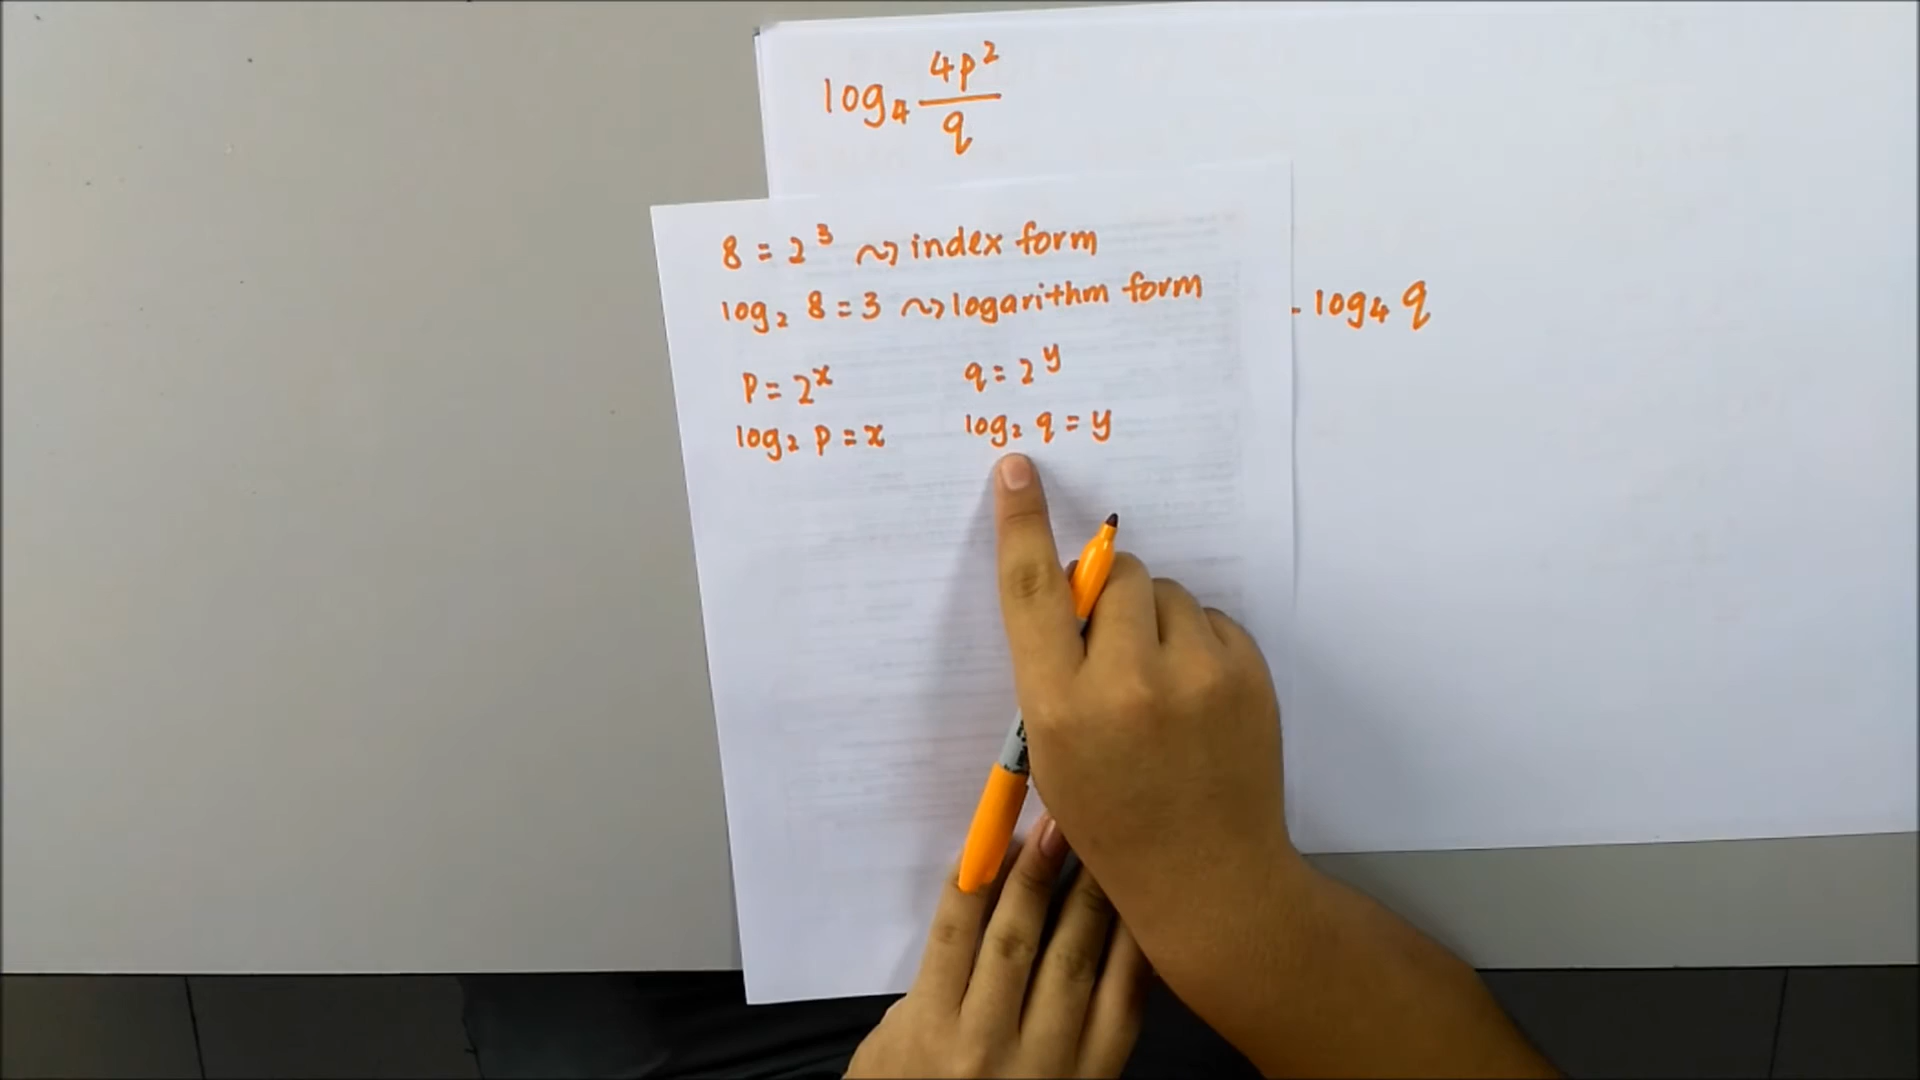 log₄ 4p²/q
8 = 2³ ⤳ index form
log₂ 8 = 3 ⤳ logarithm form
- log₄ q
p = 2ˣ q = 2ʸ
log₂ p = x log₂ q = y